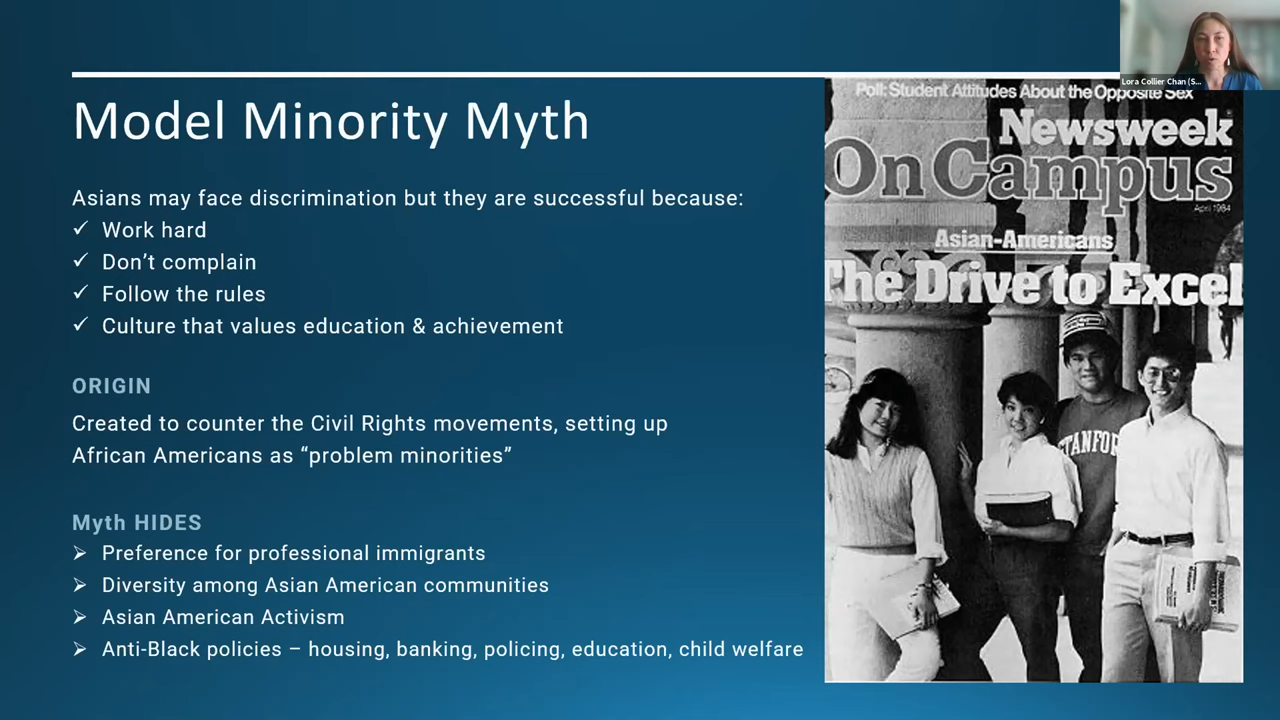 Lora Collier Chan (S...
Model Minority Myth
Asians may face discrimination but they are successful because:
✓ Work hard
✓ Don’t complain
✓ Follow the rules
✓ Culture that values education & achievement
ORIGIN
Created to counter the Civil Rights movements, setting up
African Americans as “problem minorities”
Myth HIDES
➢ Preference for professional immigrants
➢ Diversity among Asian American communities
➢ Asian American Activism
➢ Anti-Black policies – housing, banking, policing, education, child welfare
Poll: Student Attitudes About the Opposite Sex
Newsweek
On Campus
April 1984
Asian-Americans
The Drive to Excel
STANFOR